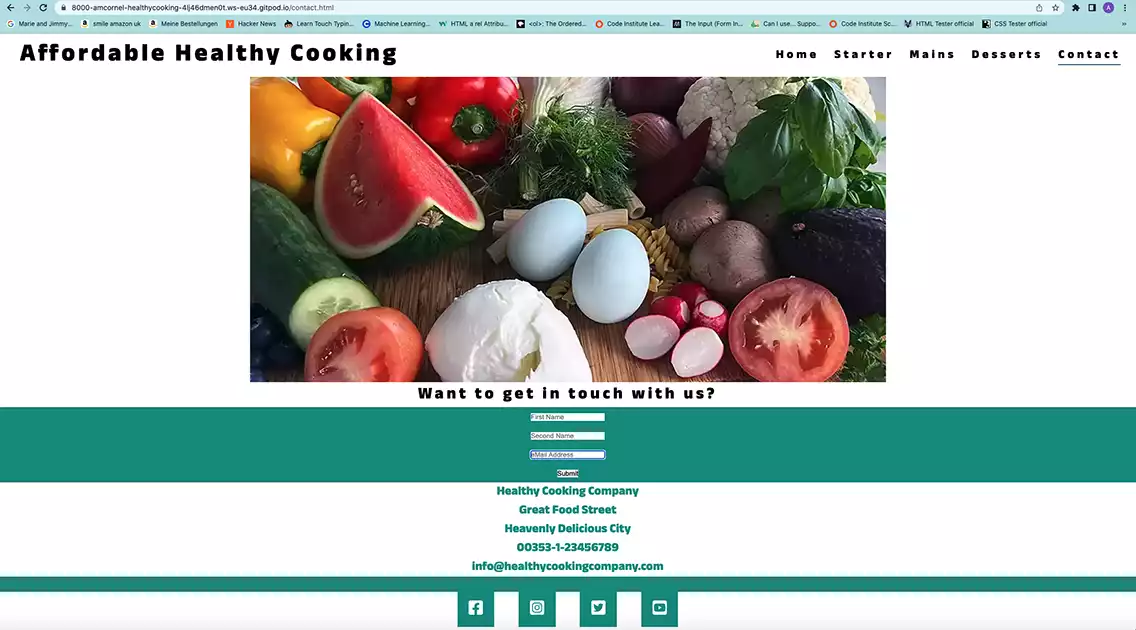 8000-amcornel-healthycooking-4lj46dmen0t.ws-eu34.gitpod.io/contact.html
Marie and Jimmy... smile amazon uk Meine Bestellungen Hacker News Learn Touch Typin... Machine Learning... HTML a rel Attribu... <ol>: The Ordered... Code Institute Lea... The Input (Form In... Can I use... Suppo... Code Institute Sc... HTML Tester official CSS Tester official »
Affordable Healthy Cooking
Home Starter Mains Desserts Contact
Want to get in touch with us?
First Name
Second Name
eMail Address
Submit
Healthy Cooking Company
Great Food Street
Heavenly Delicious City
00353-1-23456789
info@healthycookingcompany.com